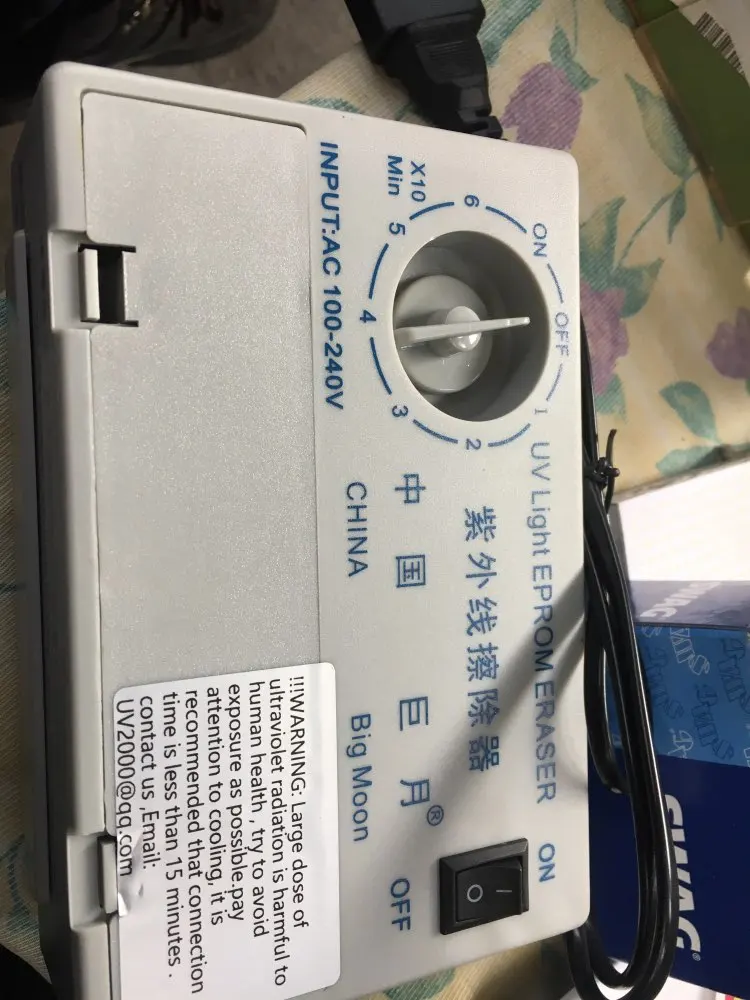 UV Light EPROM ERASER
紫外线擦除器
中国 巨月®
CHINA Big Moon
ON
OFF
ON
OFF
1
2
3
4
5
6
X10
Min
INPUT:AC 100-240V
!!!WARNING: Large dose of
ultraviolet radiation is harmful to
human health , try to avoid
exposure as possible,pay
attention to cooling, it is
recommended that connection
time is less than 15 minutes .
contact us ,Email:
UV2000@qq.com
SWAG®
SWAG